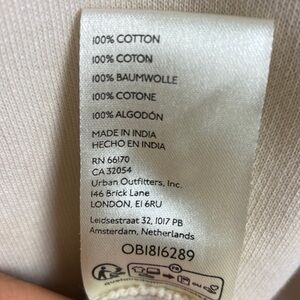 100% COTTON
100% COTON
100% BAUMWOLLE
100% COTONE
100% ALGODÓN
MADE IN INDIA
HECHO EN INDIA
RN 66170
CA 32054
Urban Outfitters, Inc.
146 Brick Lane
LONDON, E1 6RU
Leidsestraat 32, 1017 PB
Amsterdam, Netherlands
OB1816289